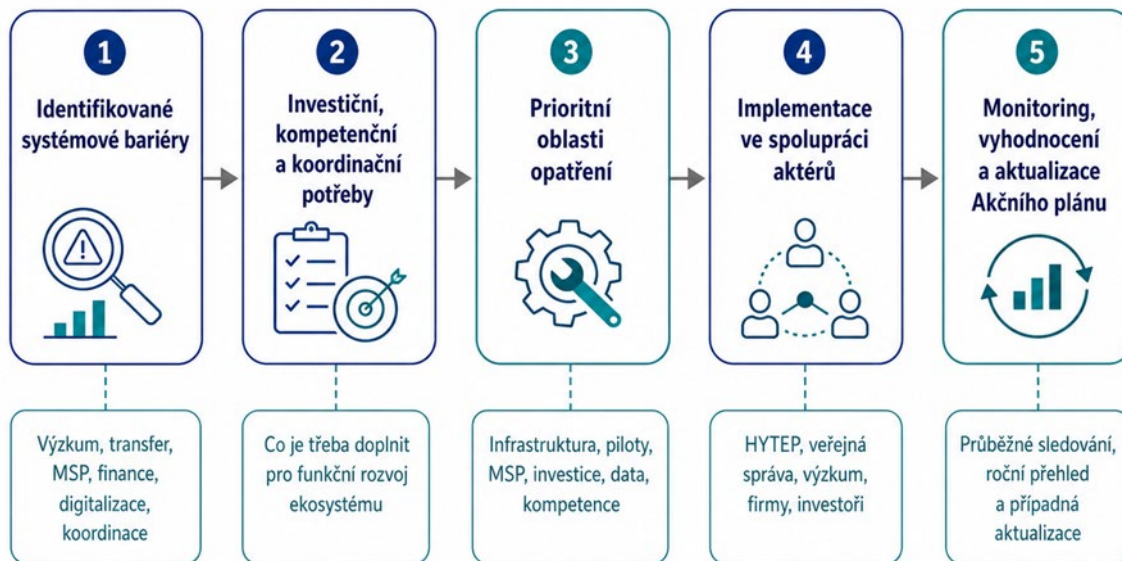 1
Identifikované
systémové bariéry
2
Investiční,
kompetenční
a koordinační
potřeby
3
Prioritní
oblasti
opatření
4
Implementace
ve spolupráci
aktérů
5
Monitoring,
vyhodnocení
a aktualizace
Akčního plánu
Výzkum, transfer,
MSP, finance,
digitalizace,
koordinace
Co je třeba doplnit
pro funkční rozvoj
ekosystému
Infrastruktura, piloty,
MSP, investice, data,
kompetence
HYTEP, veřejná
správa, výzkum,
firmy, investoři
Průběžné sledování,
roční přehled
a případná
aktualizace